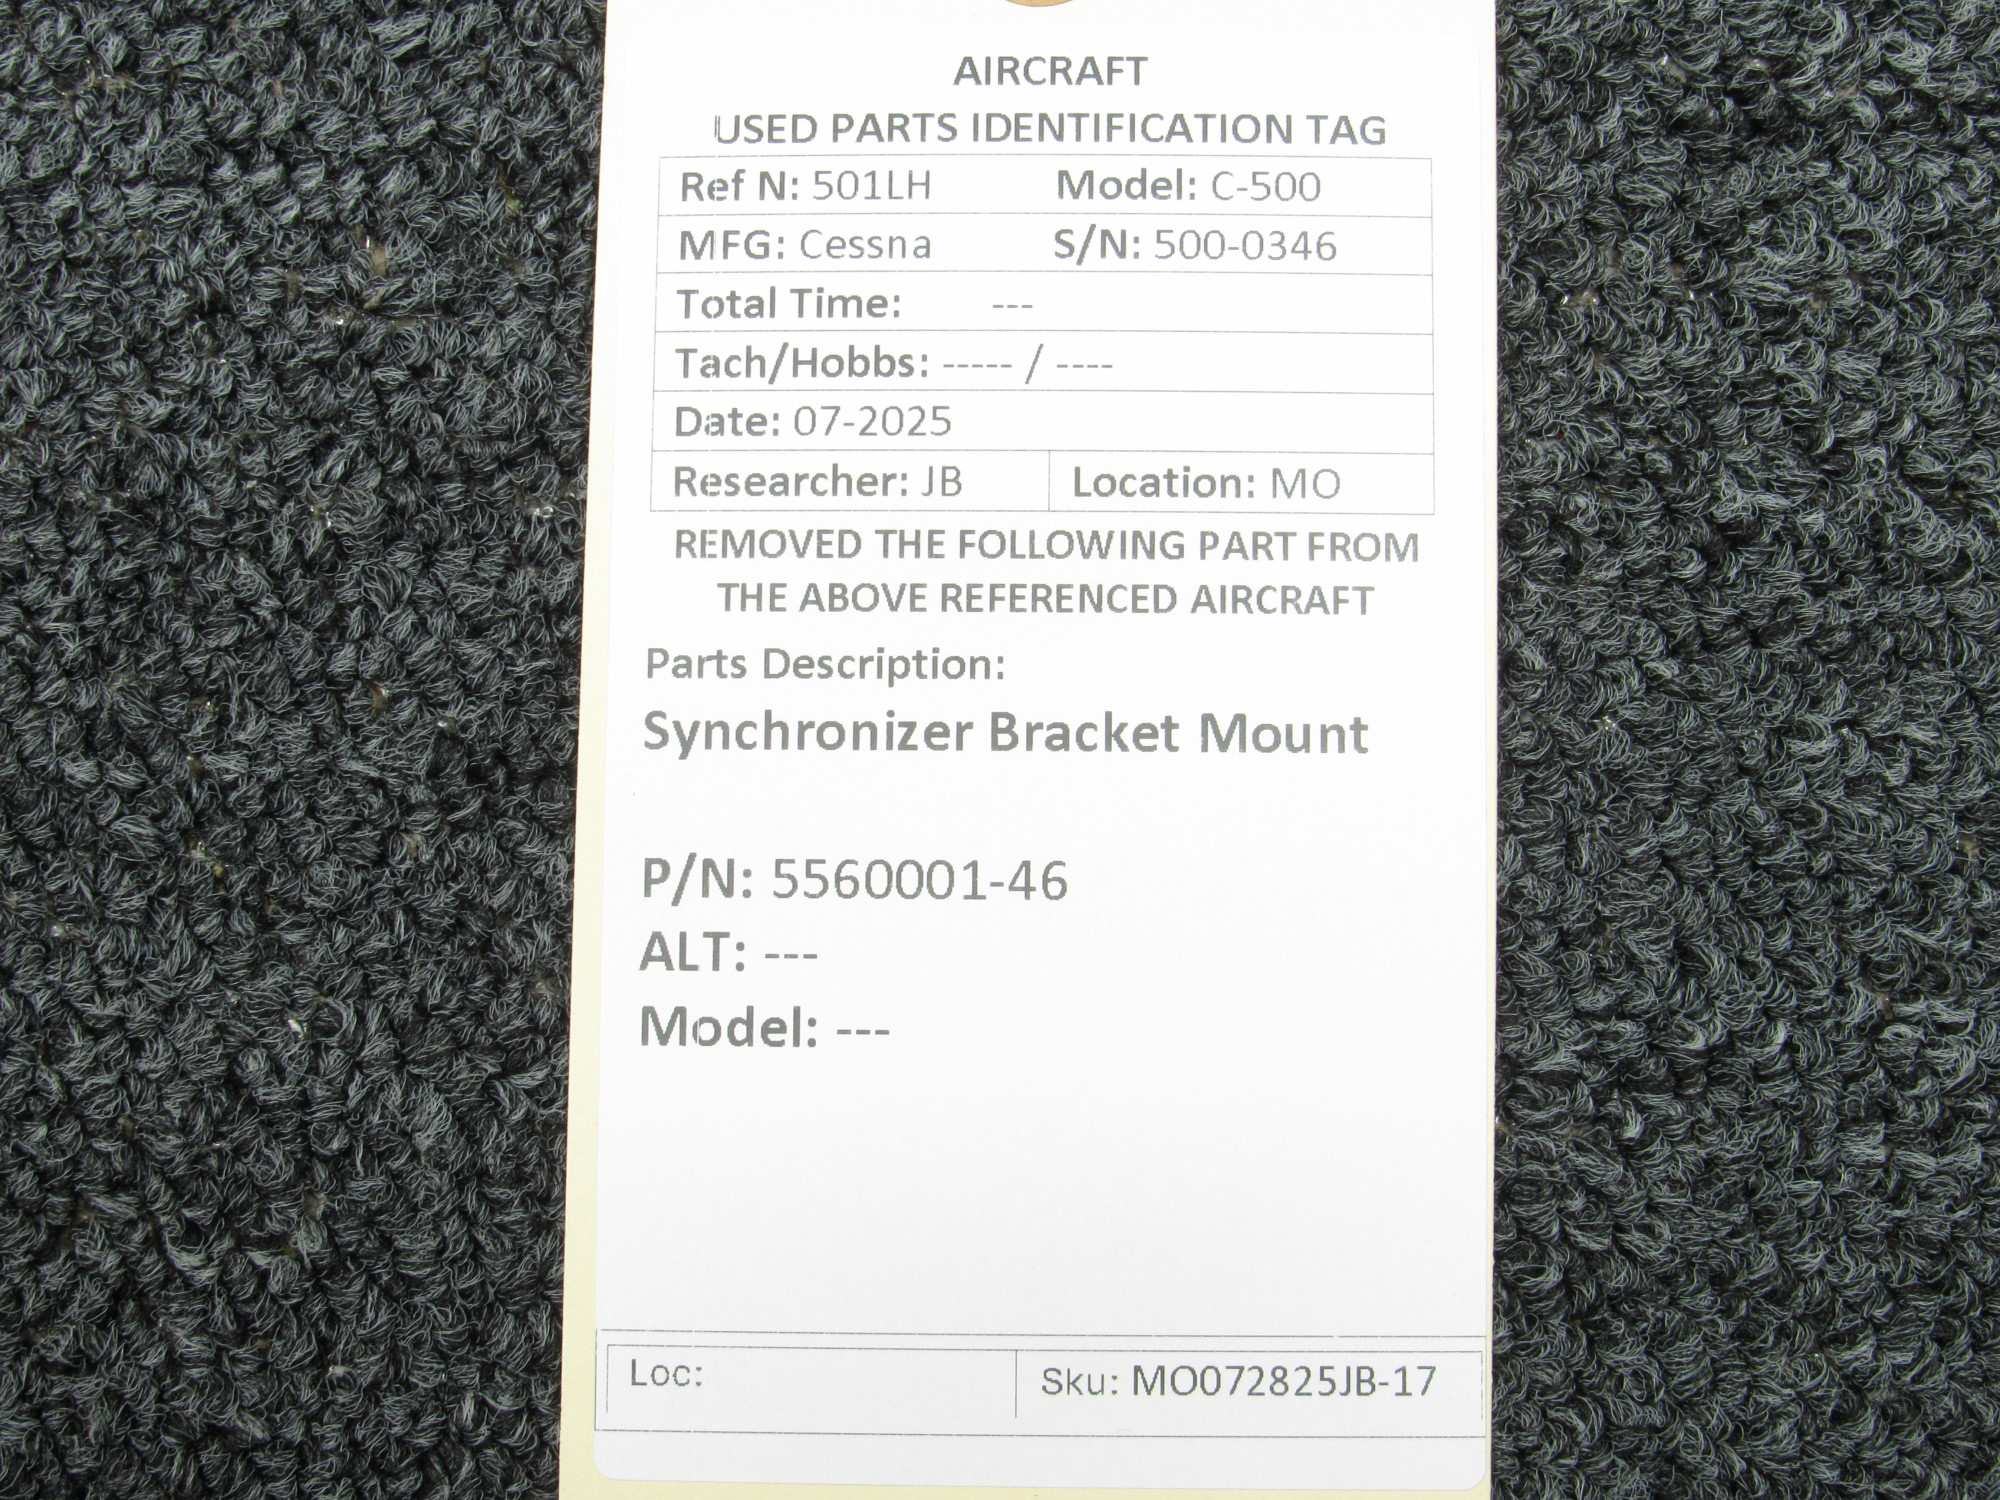 AIRCRAFT
USED PARTS IDENTIFICATION TAG
Ref N: 501LH Model: C-500
MFG: Cessna S/N: 500-0346
Total Time: ---
Tach/Hobbs: ----- / ----
Date: 07-2025
Researcher: JB Location: MO
REMOVED THE FOLLOWING PART FROM
THE ABOVE REFERENCED AIRCRAFT
Parts Description:
Synchronizer Bracket Mount
P/N: 5560001-46
ALT: ---
Model: ---
Loc: Sku: MO072825JB-17